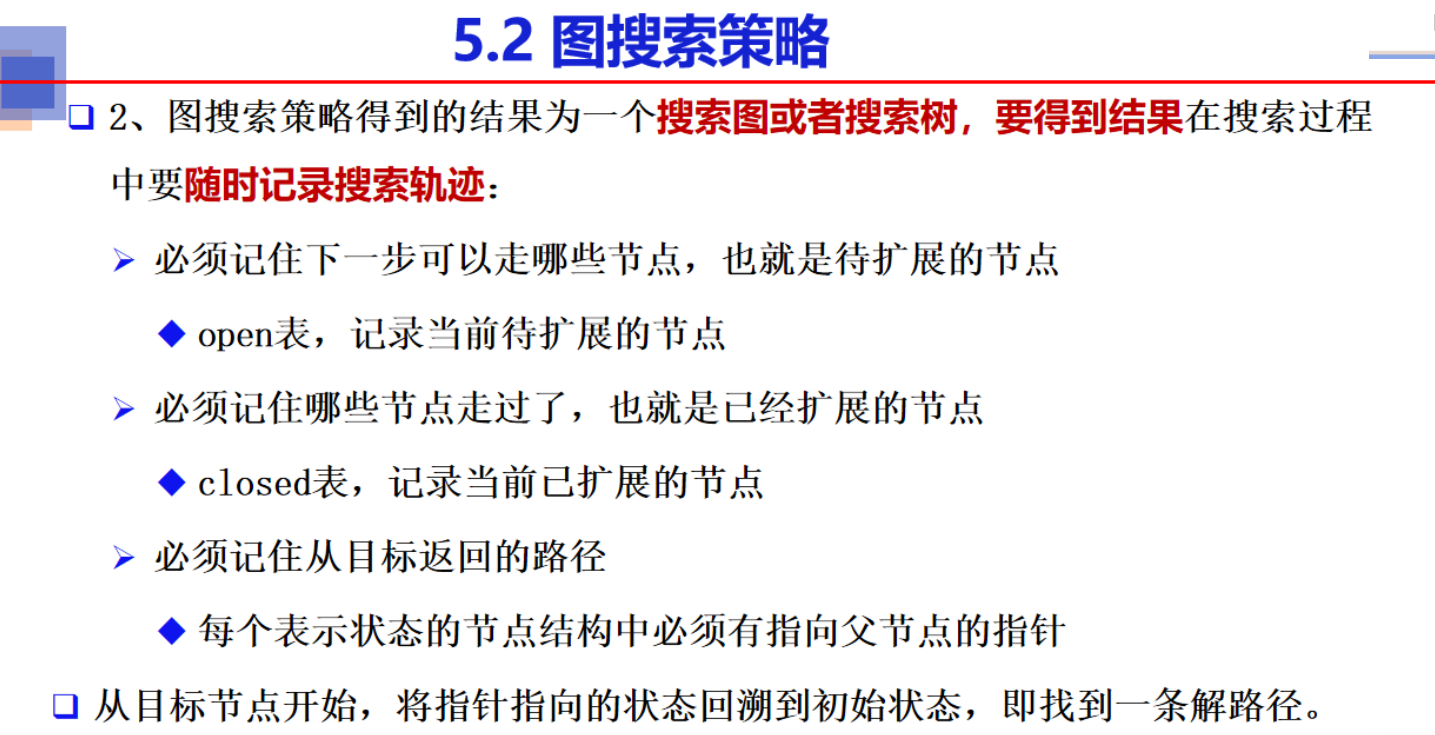 5.2 图搜索策略
2、图搜索策略得到的结果为一个搜索图或者搜索树，要得到结果在搜索过程
中要随时记录搜索轨迹：
必须记住下一步可以走哪些节点，也就是待扩展的节点
open表，记录当前待扩展的节点
必须记住哪些节点走过了，也就是已经扩展的节点
closed表，记录当前已扩展的节点
必须记住从目标返回的路径
每个表示状态的节点结构中必须有指向父节点的指针
从目标节点开始，将指针指向的状态回溯到初始状态，即找到一条解路径。